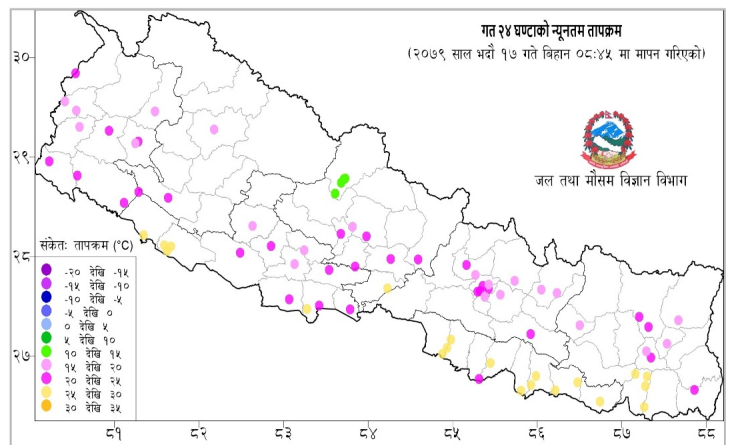 गत २४ घण्टाको न्यूनतम तापक्रम
(२०७९ साल भदौ १७ गते बिहान ०८:४५ मा मापन गरिएको)
जल तथा मौसम विज्ञान विभाग
३०
२९
२८
२७
संकेतः तापक्रम (°C)
-२० देखि -१५
-१५ देखि -१०
-१० देखि -५
-५ देखि ०
० देखि ५
५ देखि १०
१० देखि १५
१५ देखि २०
२० देखि २५
२५ देखि ३०
३० देखि ३५
८१ ८२ ८३ ८४ ८५ ८६ ८७ ८८